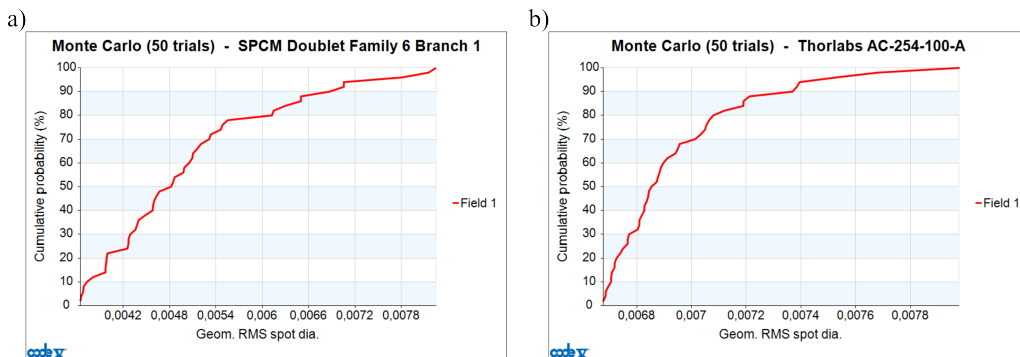 a)
Monte Carlo (50 trials) - SPCM Doublet Family 6 Branch 1
Cumulative probability (%)
100
90
80
70
60
50
40
30
20
10
0
0,0042 0,0048 0,0054 0,006 0,0066 0,0072 0,0078
Geom. RMS spot dia.
Field 1
code V
b)
Monte Carlo (50 trials) - Thorlabs AC-254-100-A
Cumulative probability (%)
100
90
80
70
60
50
40
30
20
10
0
0,0068 0,007 0,0072 0,0074 0,0076 0,0078
Geom. RMS spot dia.
Field 1
code V